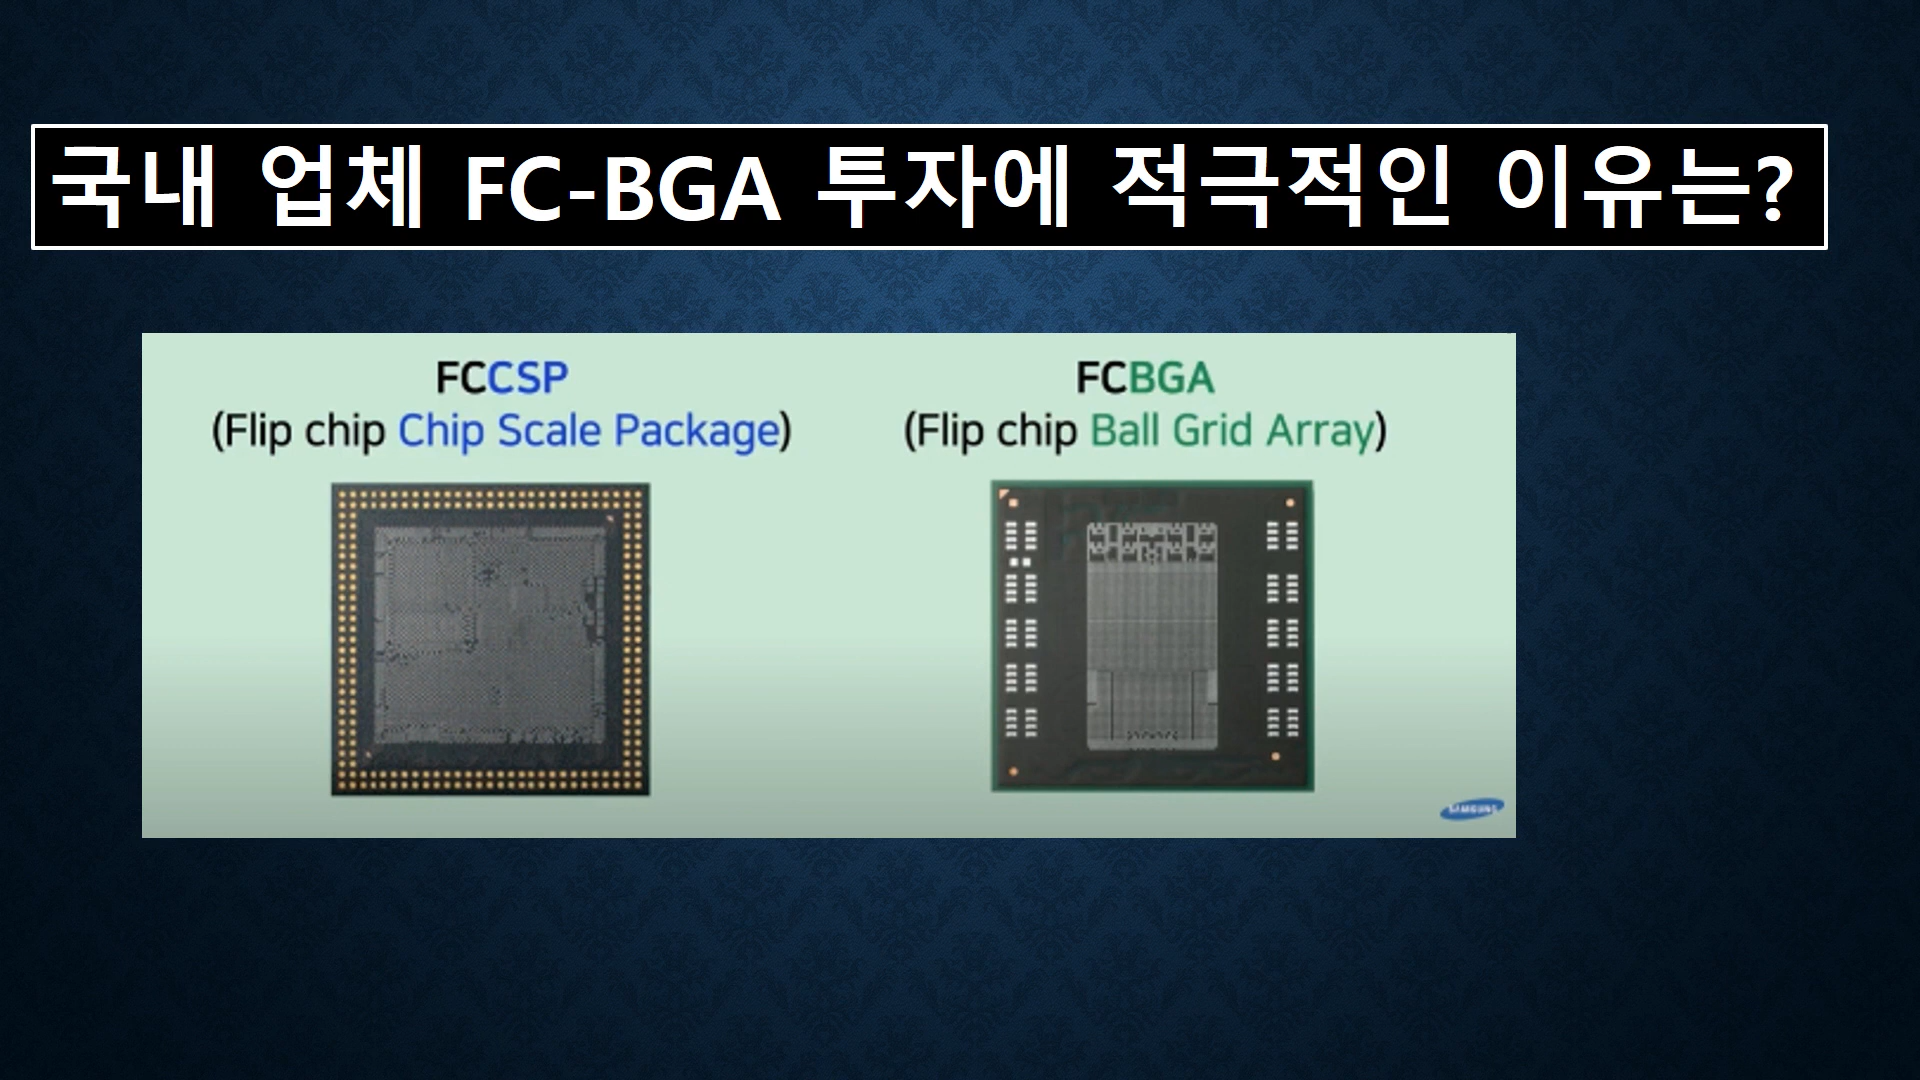 국내 업체 FC-BGA 투자에 적극적인 이유는?
FCCSP
(Flip chip Chip Scale Package)
FCBGA
(Flip chip Ball Grid Array)
SAMSUNG